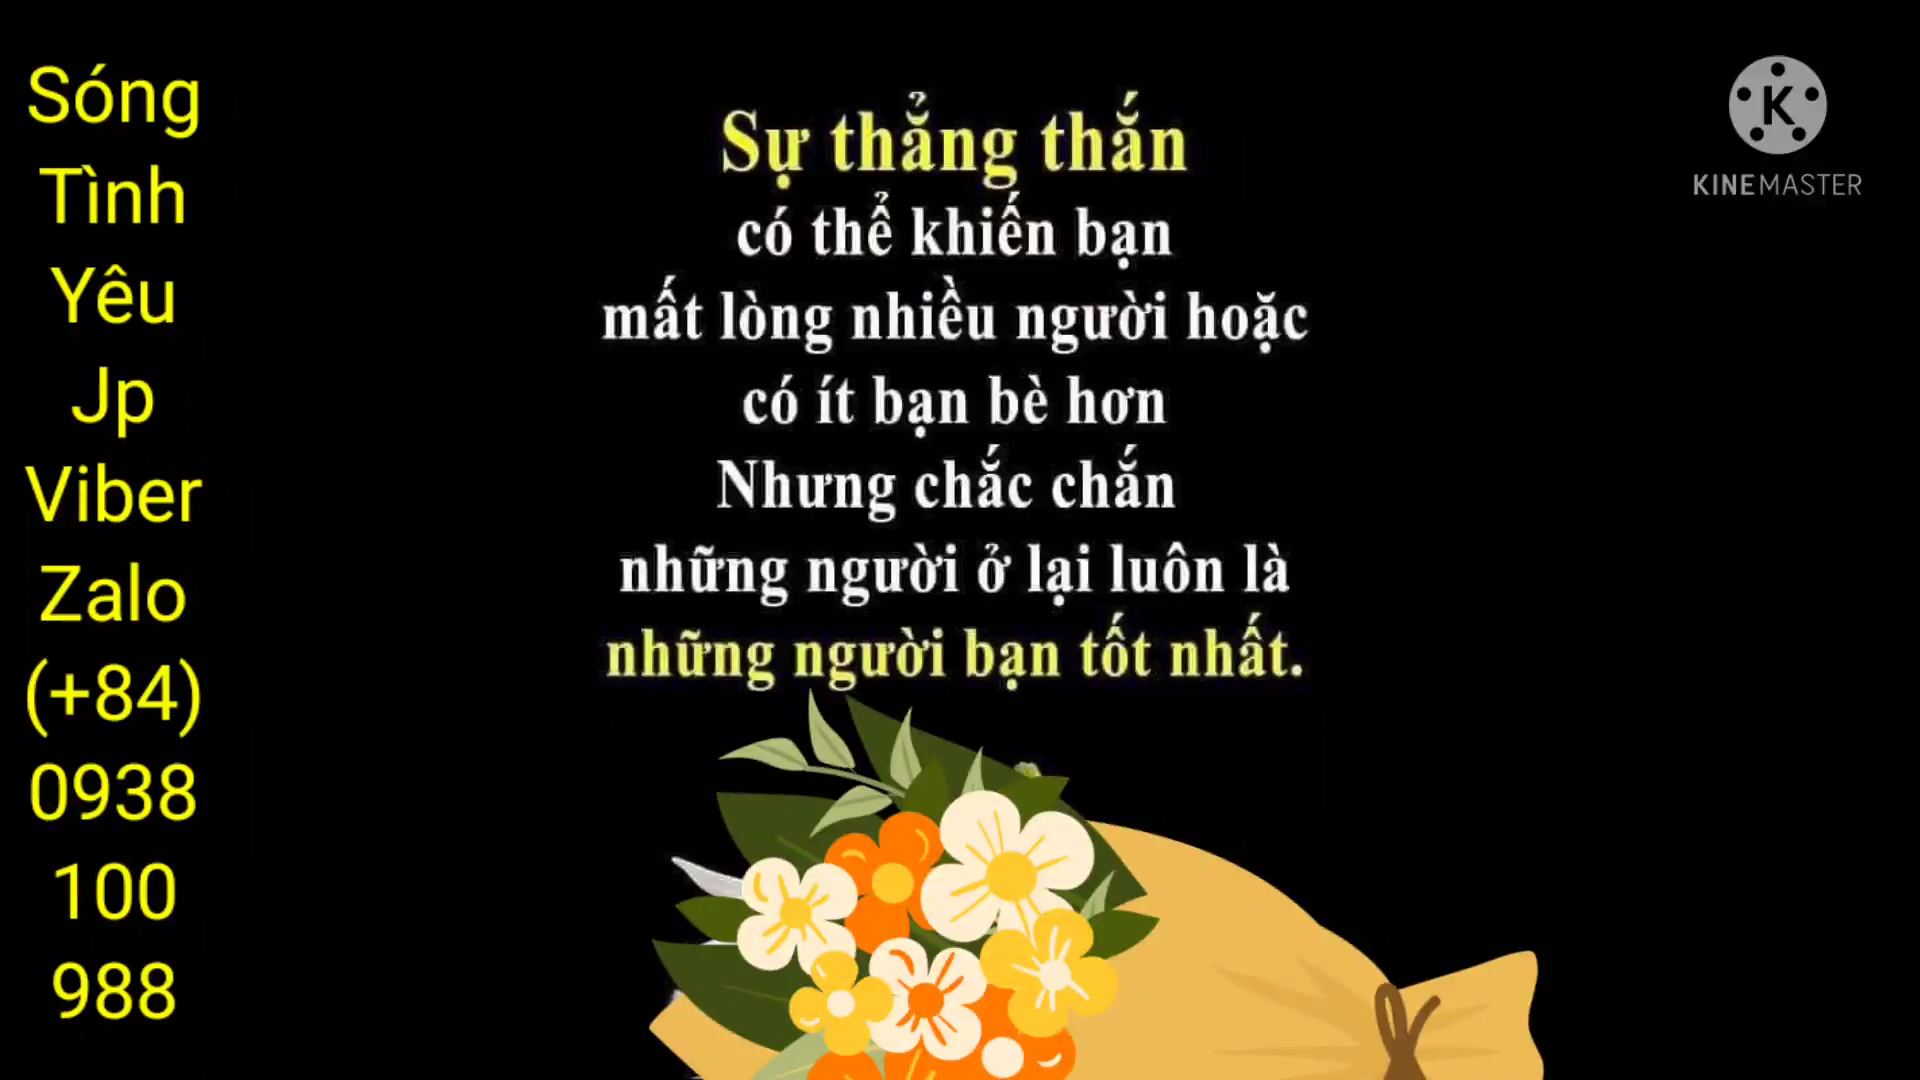 Sóng
Tình
Yêu
Jp
Viber
Zalo
(+84)
0938
100
988
Sự thẳng thắn
có thể khiến bạn
mất lòng nhiều người hoặc
có ít bạn bè hơn
Nhưng chắc chắn
những người ở lại luôn là
những người bạn tốt nhất.
K
KINEMASTER